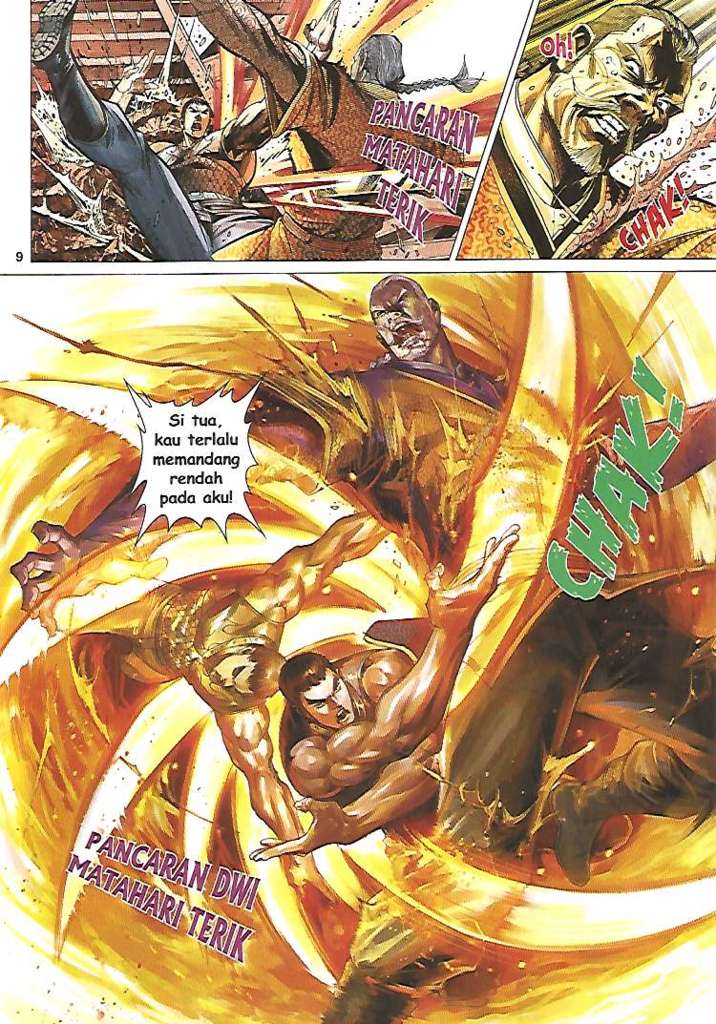 PANCARAN
MATAHARI
TERIK
Oh!
CHAK!
9
Si tua,
kau terlalu
memandang
rendah
pada aku!
CHAK!
PANCARAN DWI
MATAHARI TERIK